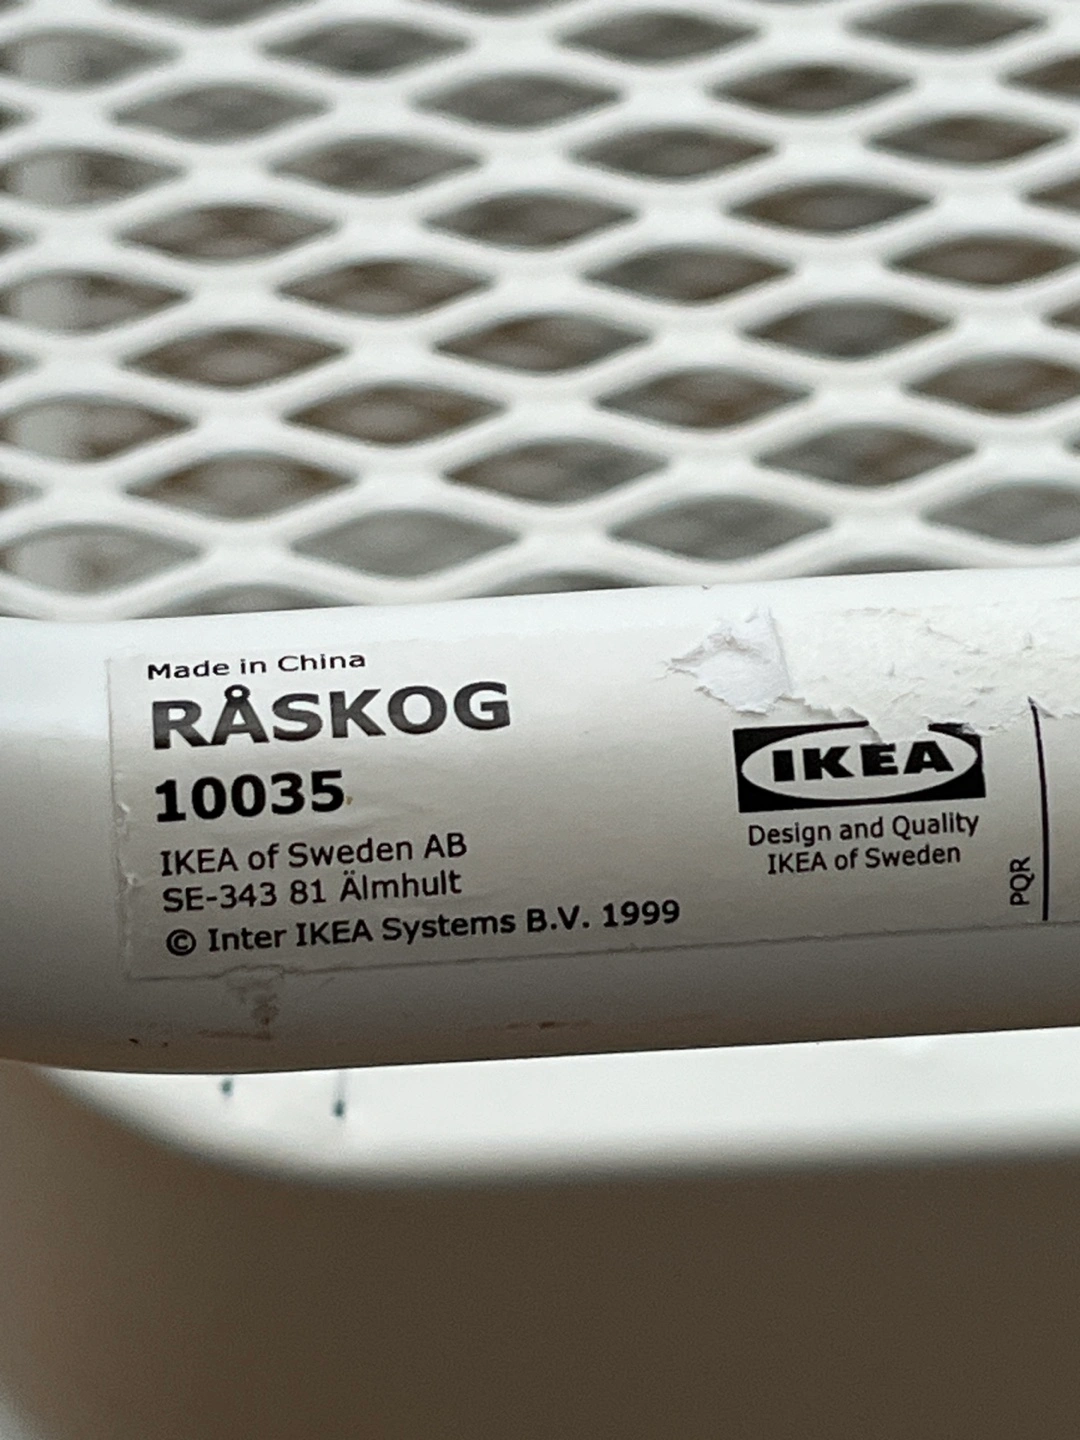 Made in China
RÅSKOG
10035
IKEA of Sweden AB
SE-343 81 Älmhult
© Inter IKEA Systems B.V. 1999
IKEA
Design and Quality
IKEA of Sweden
PQR